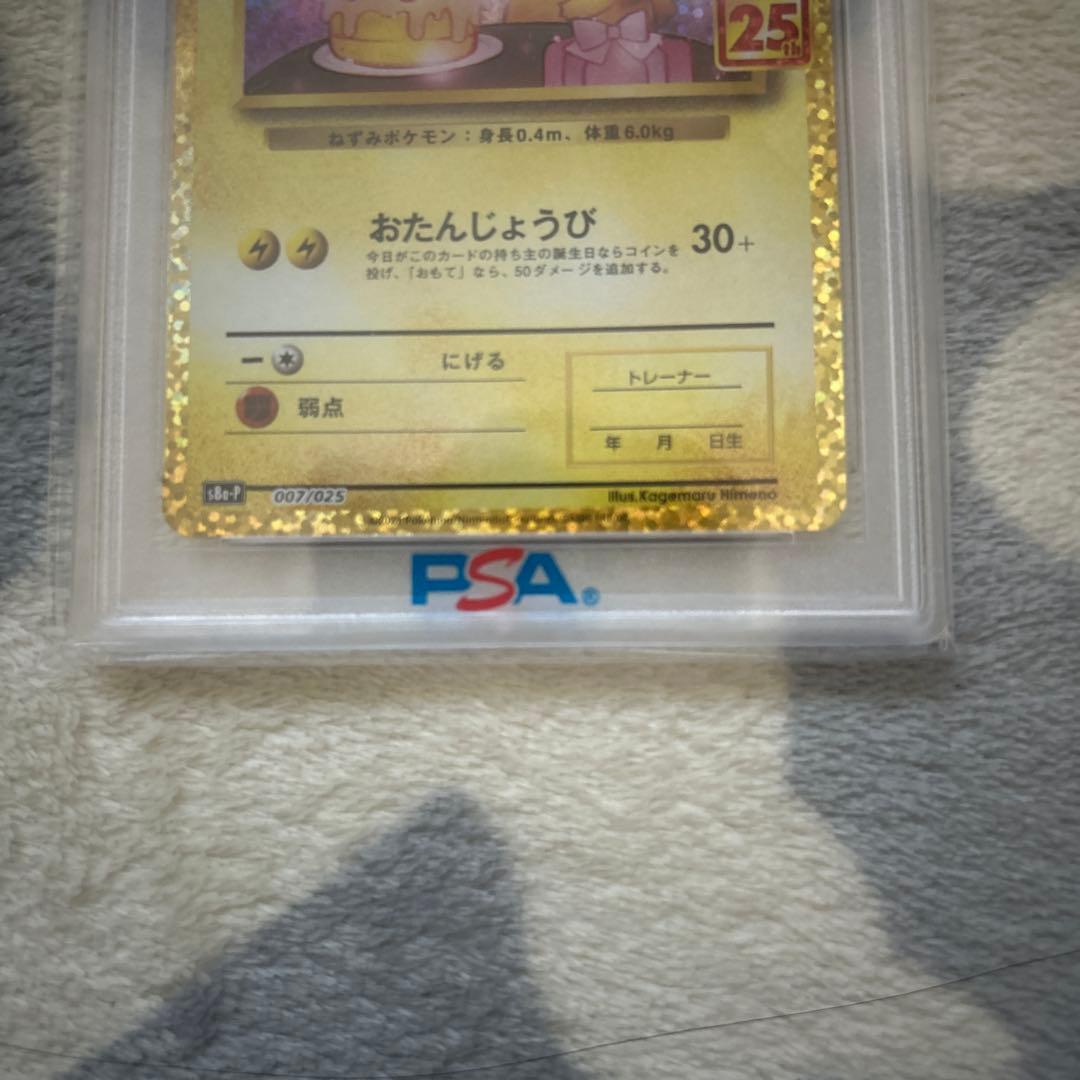 25th
ねずみポケモン：身長0.4m、体重6.0kg
おたんじょうび 30+
今日がこのカードの持ち主の誕生日ならコインを
投げ、「おもて」なら、50ダメージを追加する。
にげる
弱点
トレーナー
年 月 日生
s8a-P 007/025 Illus.Kagemaru Himeno
©2021 Pokémon/Nintendo
PSA®